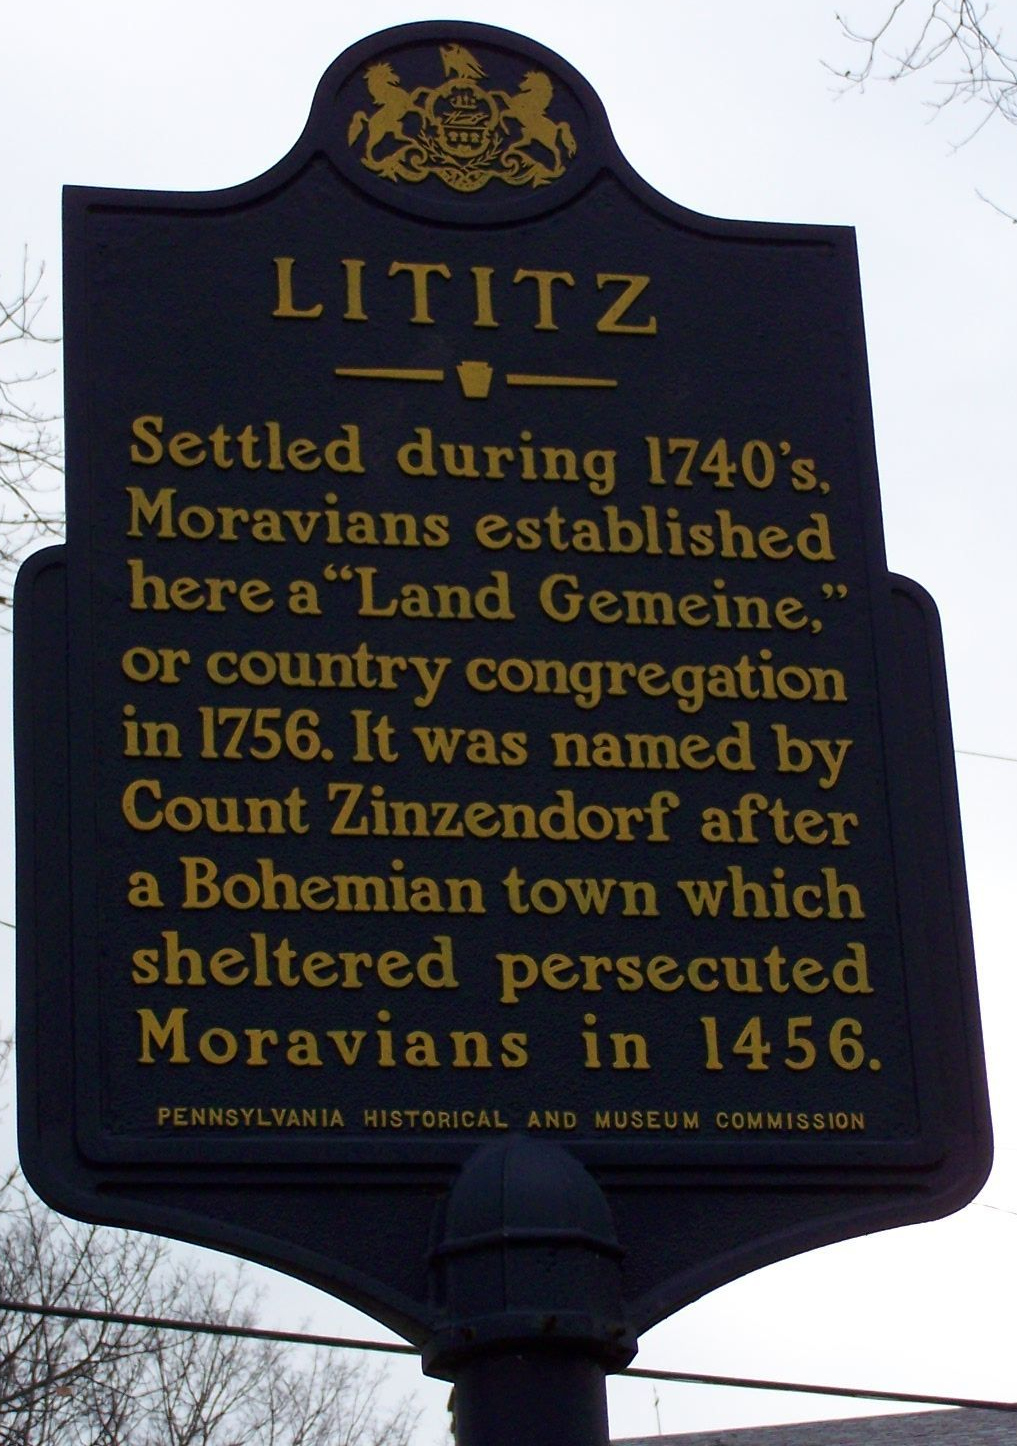 LITITZ
Settled during 1740's,
Moravians established
here a "Land Gemeine,"
or country congregation
in 1756. It was named by
Count Zinzendorf after
a Bohemian town which
sheltered persecuted
Moravians in 1456.
PENNSYLVANIA HISTORICAL AND MUSEUM COMMISSION